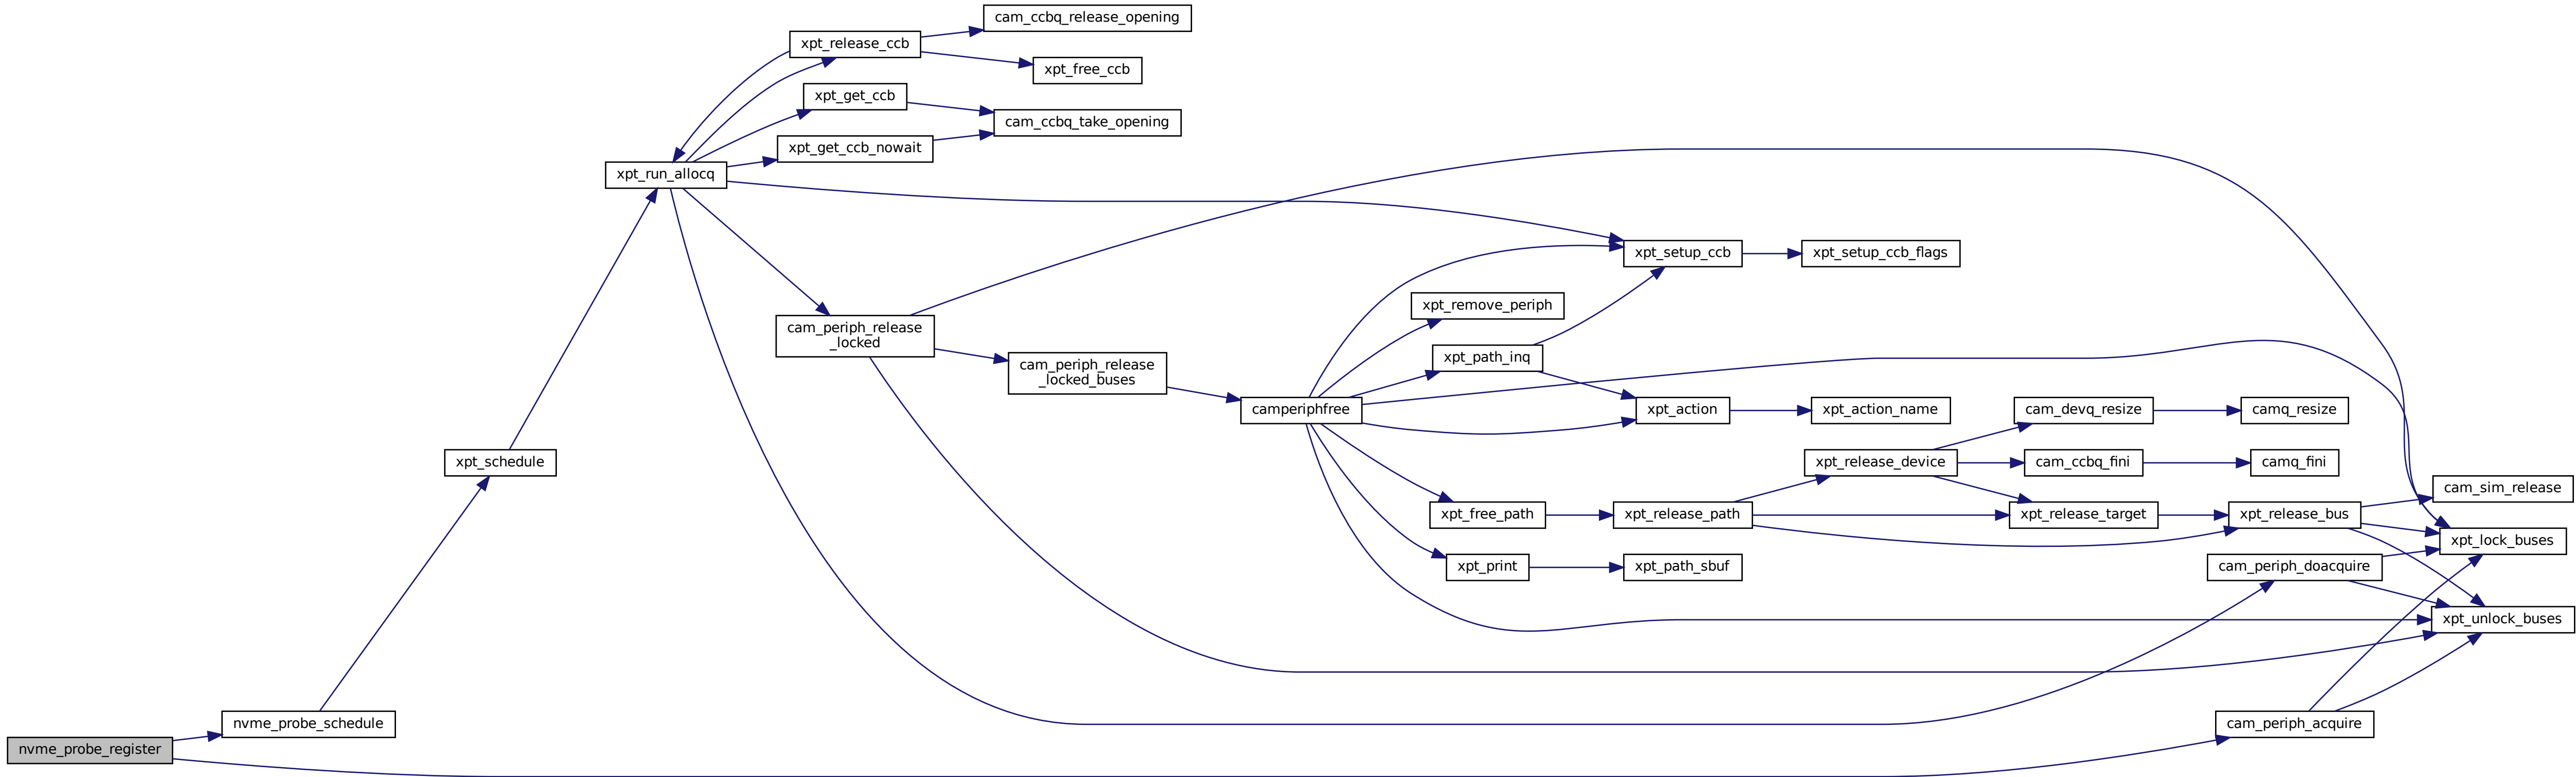 cam_ccbq_release_opening
xpt_release_ccb
xpt_free_ccb
xpt_get_ccb
cam_ccbq_take_opening
xpt_get_ccb_nowait
xpt_run_allocq
xpt_setup_ccb
xpt_setup_ccb_flags
xpt_remove_periph
cam_periph_release
_locked
xpt_path_inq
cam_periph_release
_locked_buses
camperiphfree
xpt_action
xpt_action_name
cam_devq_resize
camq_resize
xpt_schedule
xpt_release_device
cam_ccbq_fini
camq_fini
cam_sim_release
xpt_free_path
xpt_release_path
xpt_release_target
xpt_release_bus
xpt_lock_buses
xpt_print
xpt_path_sbuf
cam_periph_doacquire
xpt_unlock_buses
nvme_probe_schedule
cam_periph_acquire
nvme_probe_register